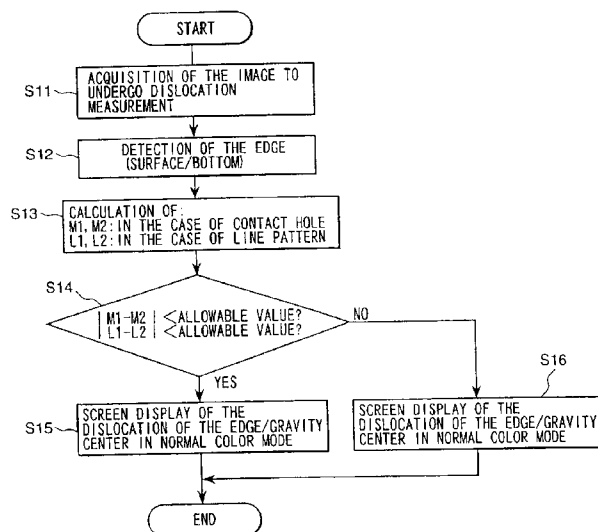 START
S11
ACQUISITION OF THE IMAGE TO
UNDERGO DISLOCATION
MEASUREMENT
S12
DETECTION OF THE EDGE
(SURFACE/BOTTOM)
S13
CALCULATION OF:
M1, M2: IN THE CASE OF CONTACT HOLE
L1, L2: IN THE CASE OF LINE PATTERN
S14
| M1-M2 | <ALLOWABLE VALUE?
| L1-L2 | <ALLOWABLE VALUE?
NO
YES
S15
SCREEN DISPLAY OF THE
DISLOCATION OF THE EDGE/GRAVITY
CENTER IN NORMAL COLOR MODE
S16
SCREEN DISPLAY OF THE
DISLOCATION OF THE EDGE/GRAVITY
CENTER IN NORMAL COLOR MODE
END